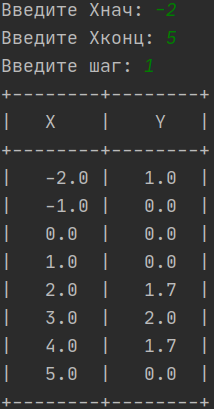 Введите Хнач: -2
Введите Хконц: 5
Введите шаг: 1
+--------+--------+
|   X    |    Y   |
+--------+--------+
|   -2.0 |   1.0  |
|   -1.0 |   0.0  |
|   0.0  |   0.0  |
|   1.0  |   0.0  |
|   2.0  |   1.7  |
|   3.0  |   2.0  |
|   4.0  |   1.7  |
|   5.0  |   0.0  |
+--------+--------+